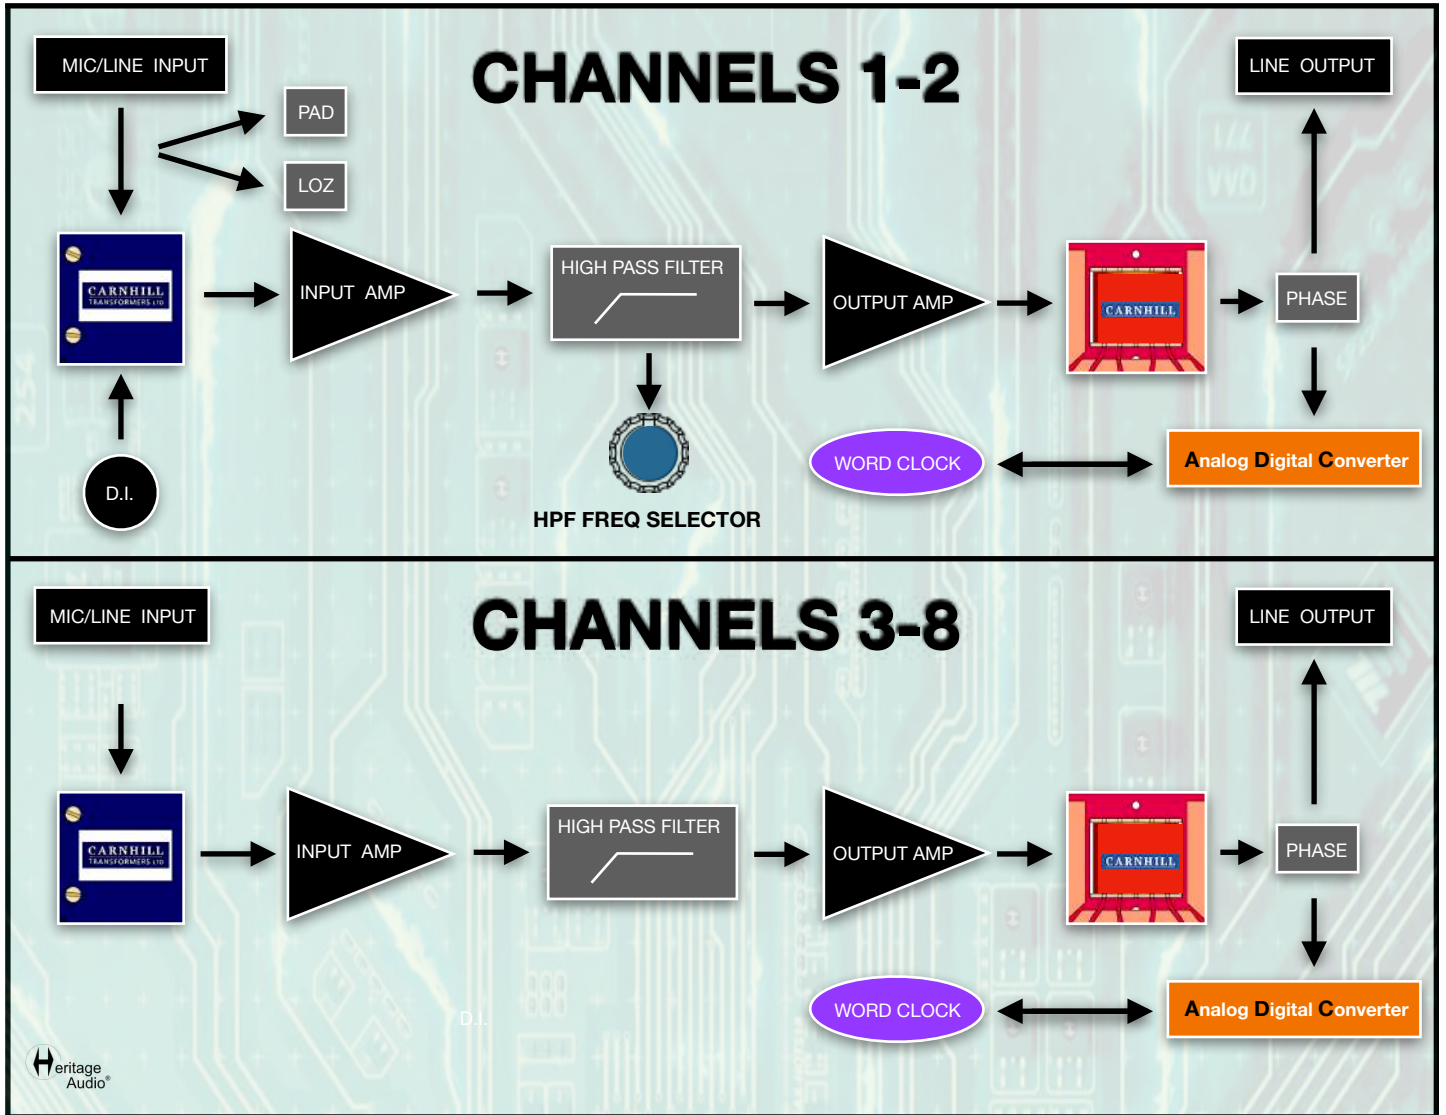 CHANNELS 1-2
MIC/LINE INPUT
LINE OUTPUT
PAD
LOZ
CARNHILL
TRANSFORMERS LTD
INPUT AMP
HIGH PASS FILTER
OUTPUT AMP
CARNHILL
PHASE
D.I.
HPF FREQ SELECTOR
WORD CLOCK
Analog Digital Converter
254
VVD
CHANNELS 3-8
MIC/LINE INPUT
LINE OUTPUT
CARNHILL
TRANSFORMERS LTD
INPUT AMP
HIGH PASS FILTER
OUTPUT AMP
CARNHILL
PHASE
D.I.
WORD CLOCK
Analog Digital Converter
Heritage
Audio®